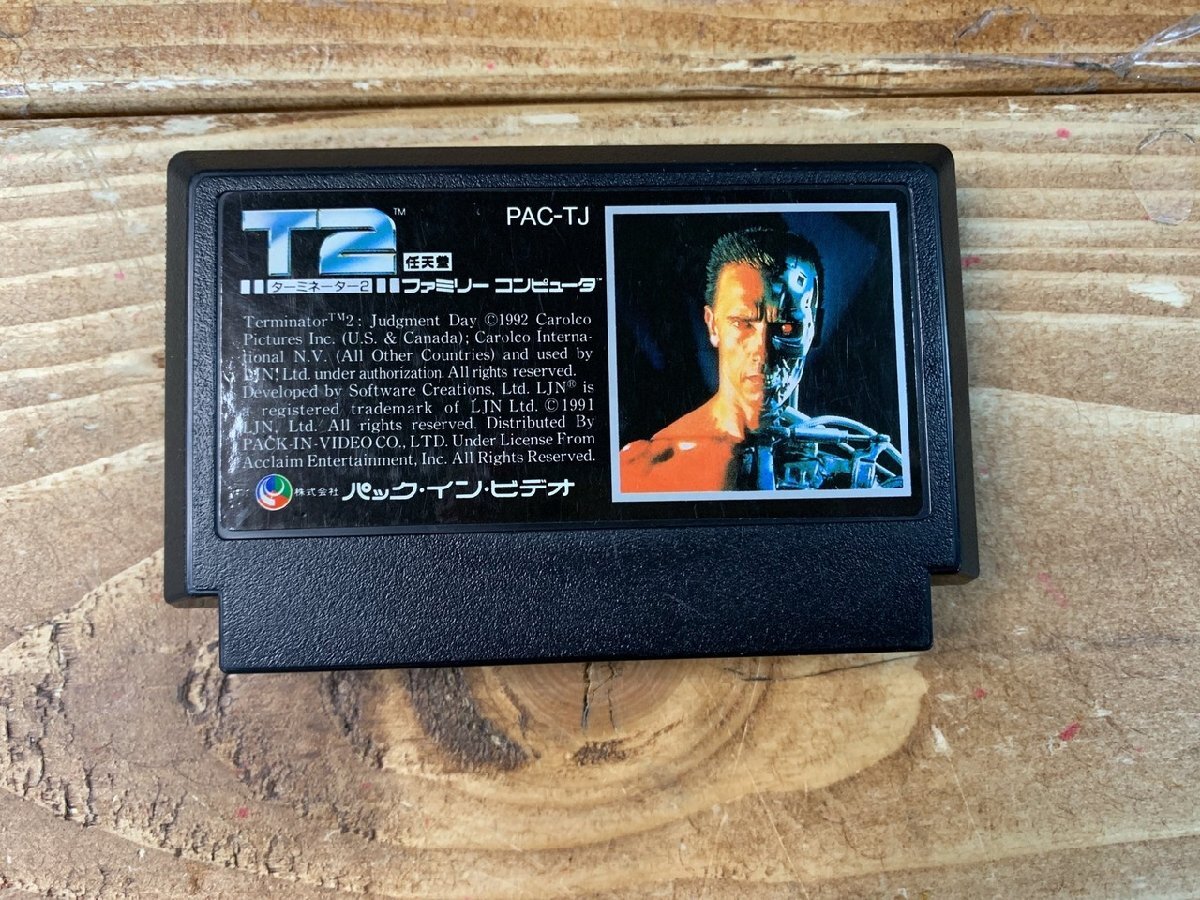 T2™
PAC-TJ
任天堂
ターミネーター2
ファミリー コンピュータ™
Terminator™2: Judgment Day ©1992 Carolco
Pictures Inc. (U.S. & Canada); Carolco Interna-
tional N.V. (All Other Countries) and used by
LJN, Ltd. under authorization. All rights reserved.
Developed by Software Creations, Ltd. LJN® is
a registered trademark of LJN Ltd. ©1991
LJN, Ltd. All rights reserved. Distributed By
PACK-IN-VIDEO CO., LTD. Under License From
Acclaim Entertainment, Inc. All Rights Reserved.
株式会社 パック・イン・ビデオ